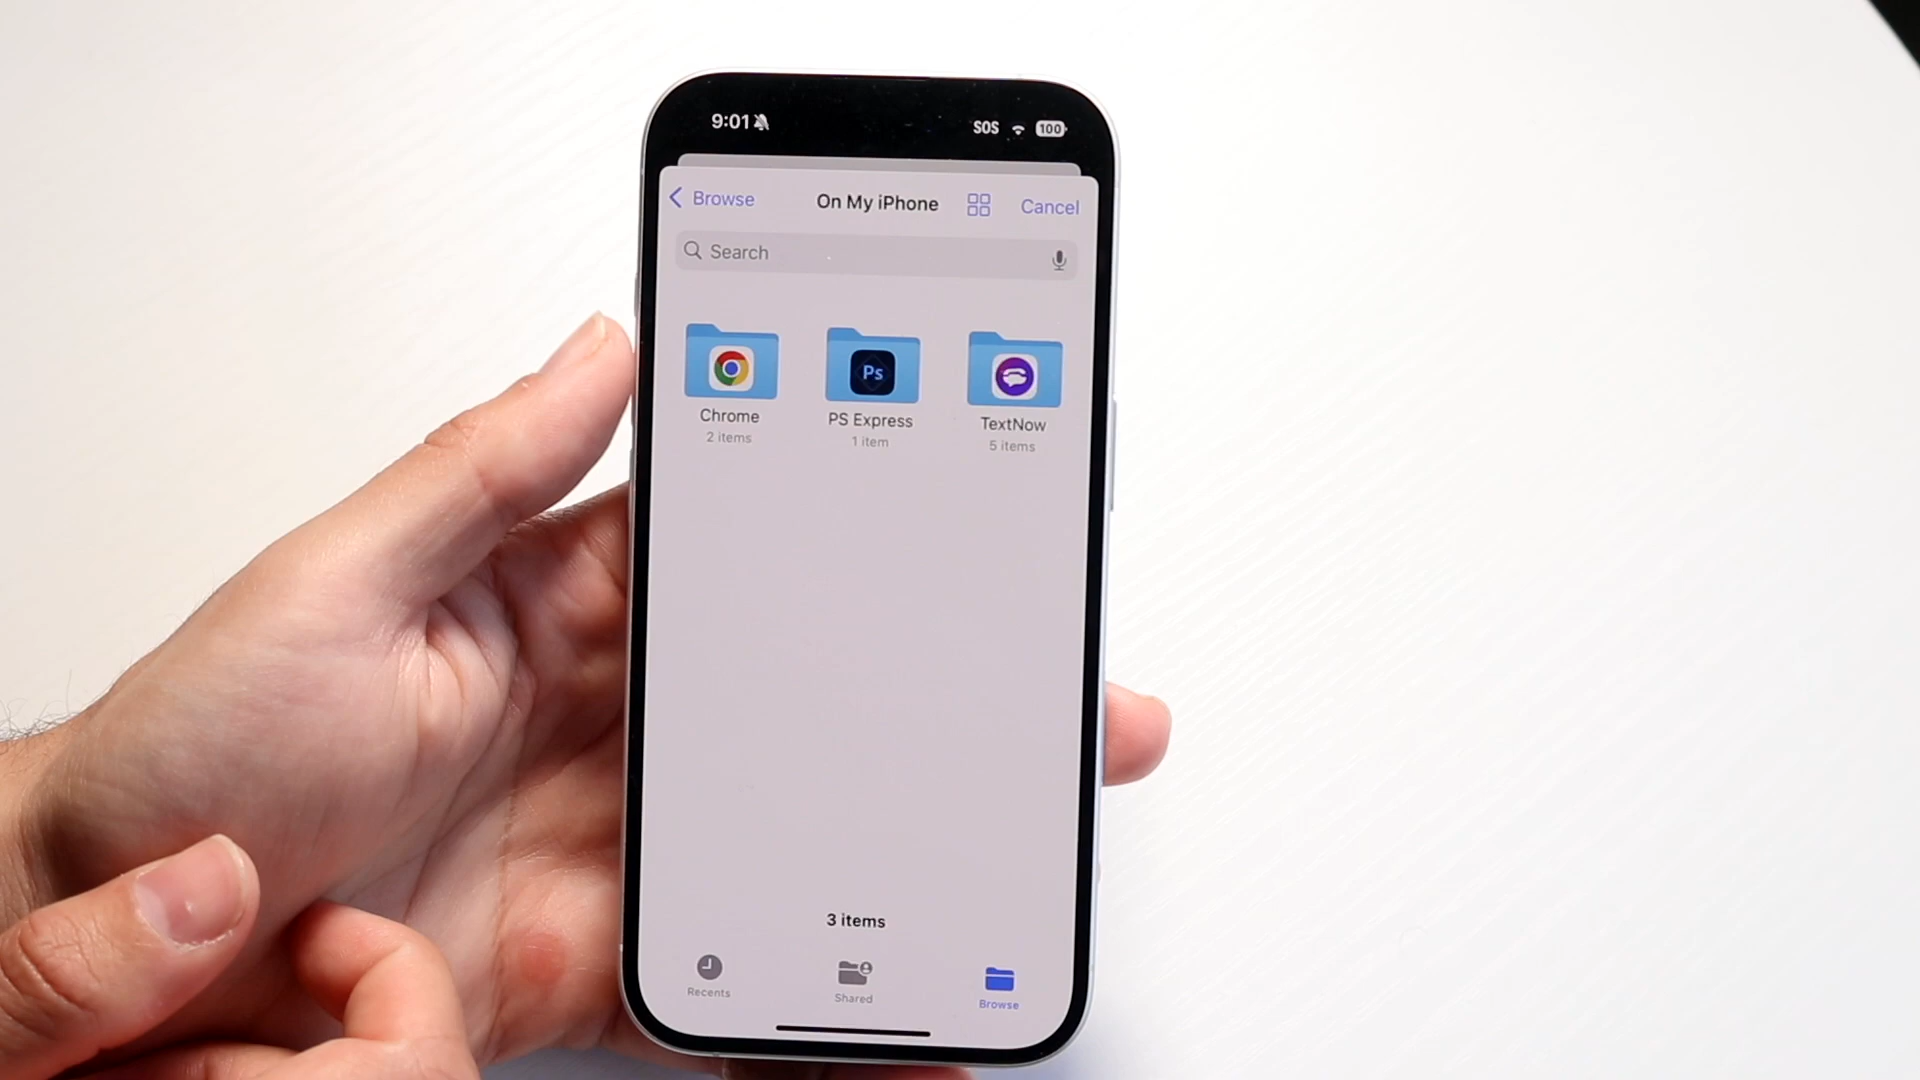 9:01 SOS 100
Browse On My iPhone Cancel
Search
Ps
Chrome PS Express TextNow
2 items 1 item 5 items
3 items
Recents Shared Browse